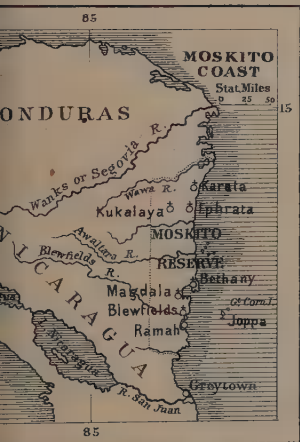 85
MOSKITO
COAST
Stat. Miles
0 25 50
15
ONDURAS
Wanks or Segovia R.
Wawa R.
Karata
Kukalaya
Ephrata
Awaltara R.
MOSKITO
Blewfields R.
RESERVE
NICARAGUA
Bethany
Gt. Corn I.
Magdala
Joppa
Blewfields
Ramah
Nicaragua
Greytown
R. San Juan
85